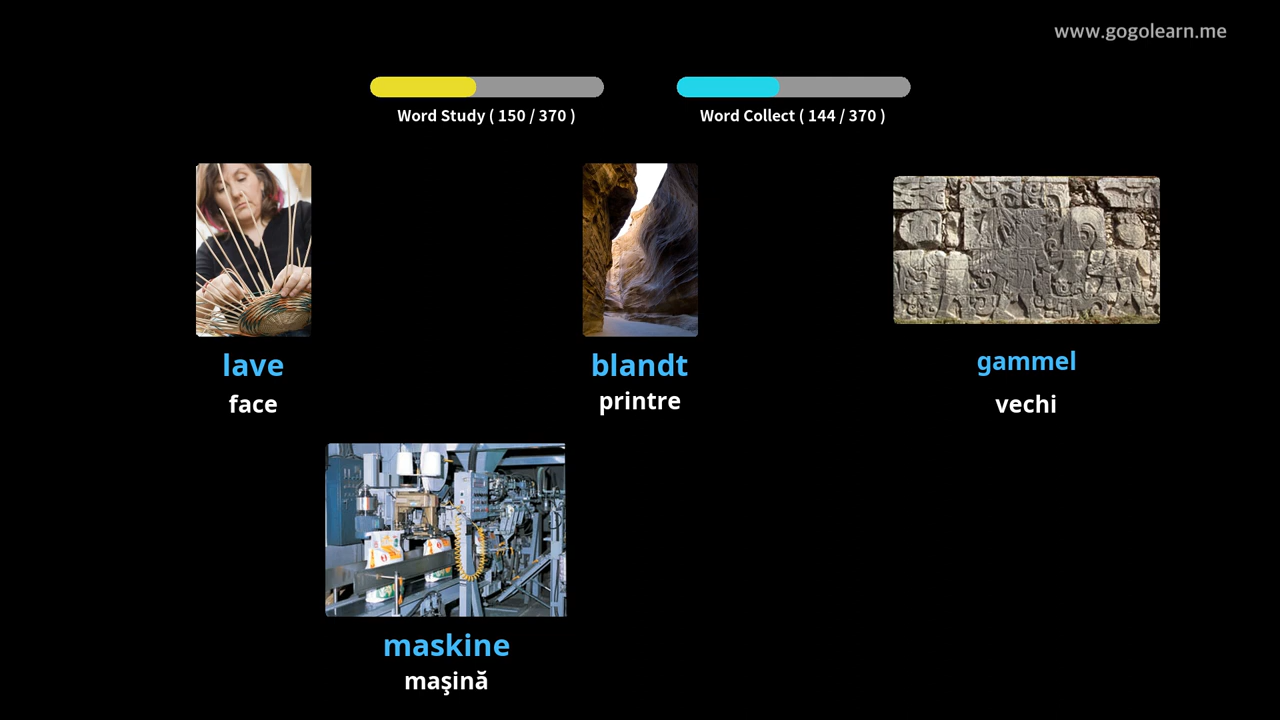 www.gogolearn.me
Word Study ( 150 / 370 )
Word Collect ( 144 / 370 )
lave
face
blandt
printre
gammel
vechi
maskine
maşină